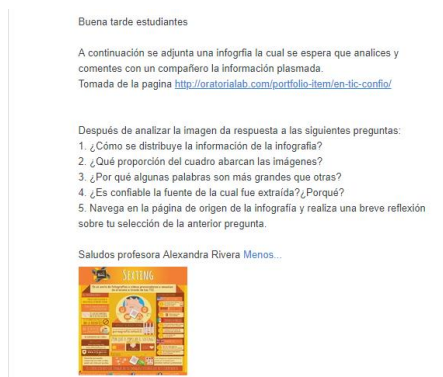 Buena tarde estudiantes
A continuación se adjunta una infogrfia la cual se espera que analices y
comentes con un compañero la información plasmada.
Tomada de la pagina http://oratorialab.com/portfolio-item/en-tic-confio/
Después de analizar la imagen da respuesta a las siguientes preguntas:
1. ¿Cómo se distribuye la información de la infografia?
2. ¿Qué proporción del cuadro abarcan las imágenes?
3. ¿Por qué algunas palabras son más grandes que otras?
4. ¿Es confiable la fuente de la cual fue extraída?¿Porqué?
5. Navega en la página de origen de la infografía y realiza una breve reflexión
sobre tu selección de la anterior pregunta.
Saludos profesora Alexandra Rivera Menos...
SEXTING